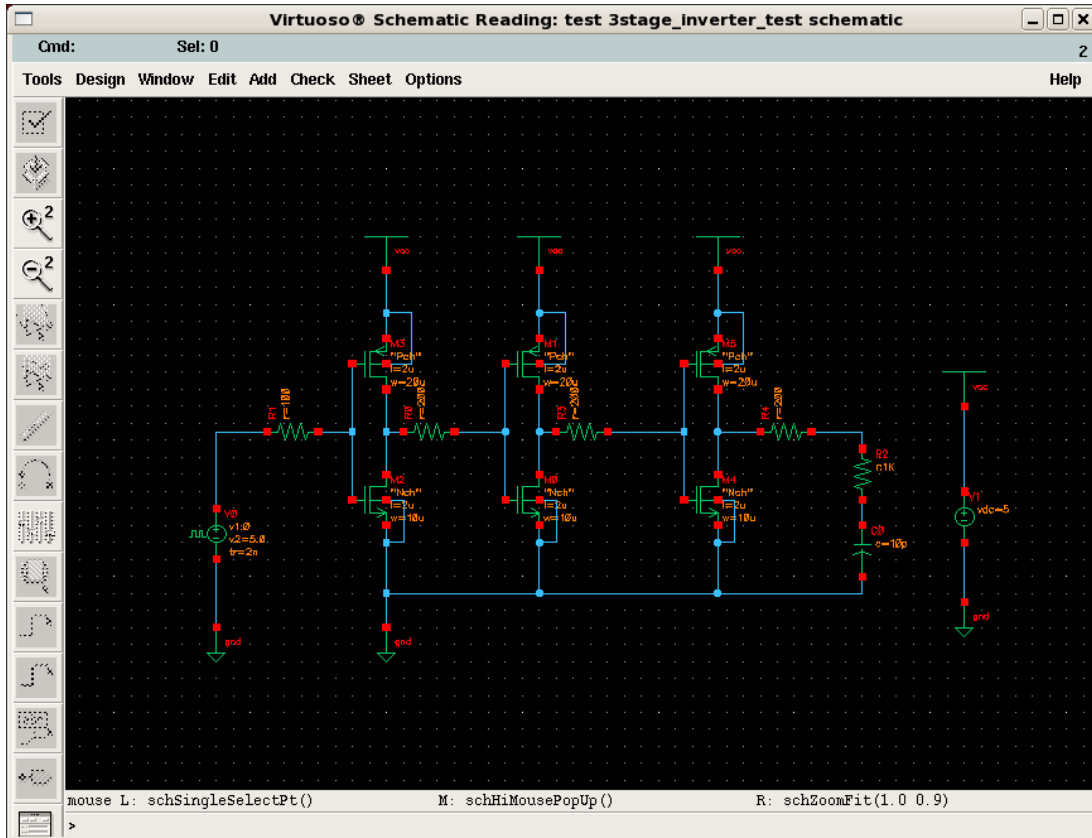 Virtuoso® Schematic Reading: test 3stage_inverter_test schematic
Cmd: Sel: 0
2
Tools Design Window Edit Add Check Sheet Options Help
2
2
vcc
vcc
vcc
M3
"Pch"
l=2u
w=20u
M1
"Pch"
l=2u
w=20u
M5
"Pch"
l=2u
w=20u
vcc
R1
r=100
R0
r=200
R3
r=200
R4
r=200
R2
M2
"Nch"
l=2u
w=10u
M0
"Nch"
l=2u
w=10u
M4
"Nch"
l=2u
w=10u
V0
v1:0
v2=5.0
tr=2n
C0
c=10p
V1
vdc=5
gnd
gnd
gnd
mouse L: schSingleSelectPt() M: schHiMousePopUp() R: schZoomFit(1.0 0.9)
>